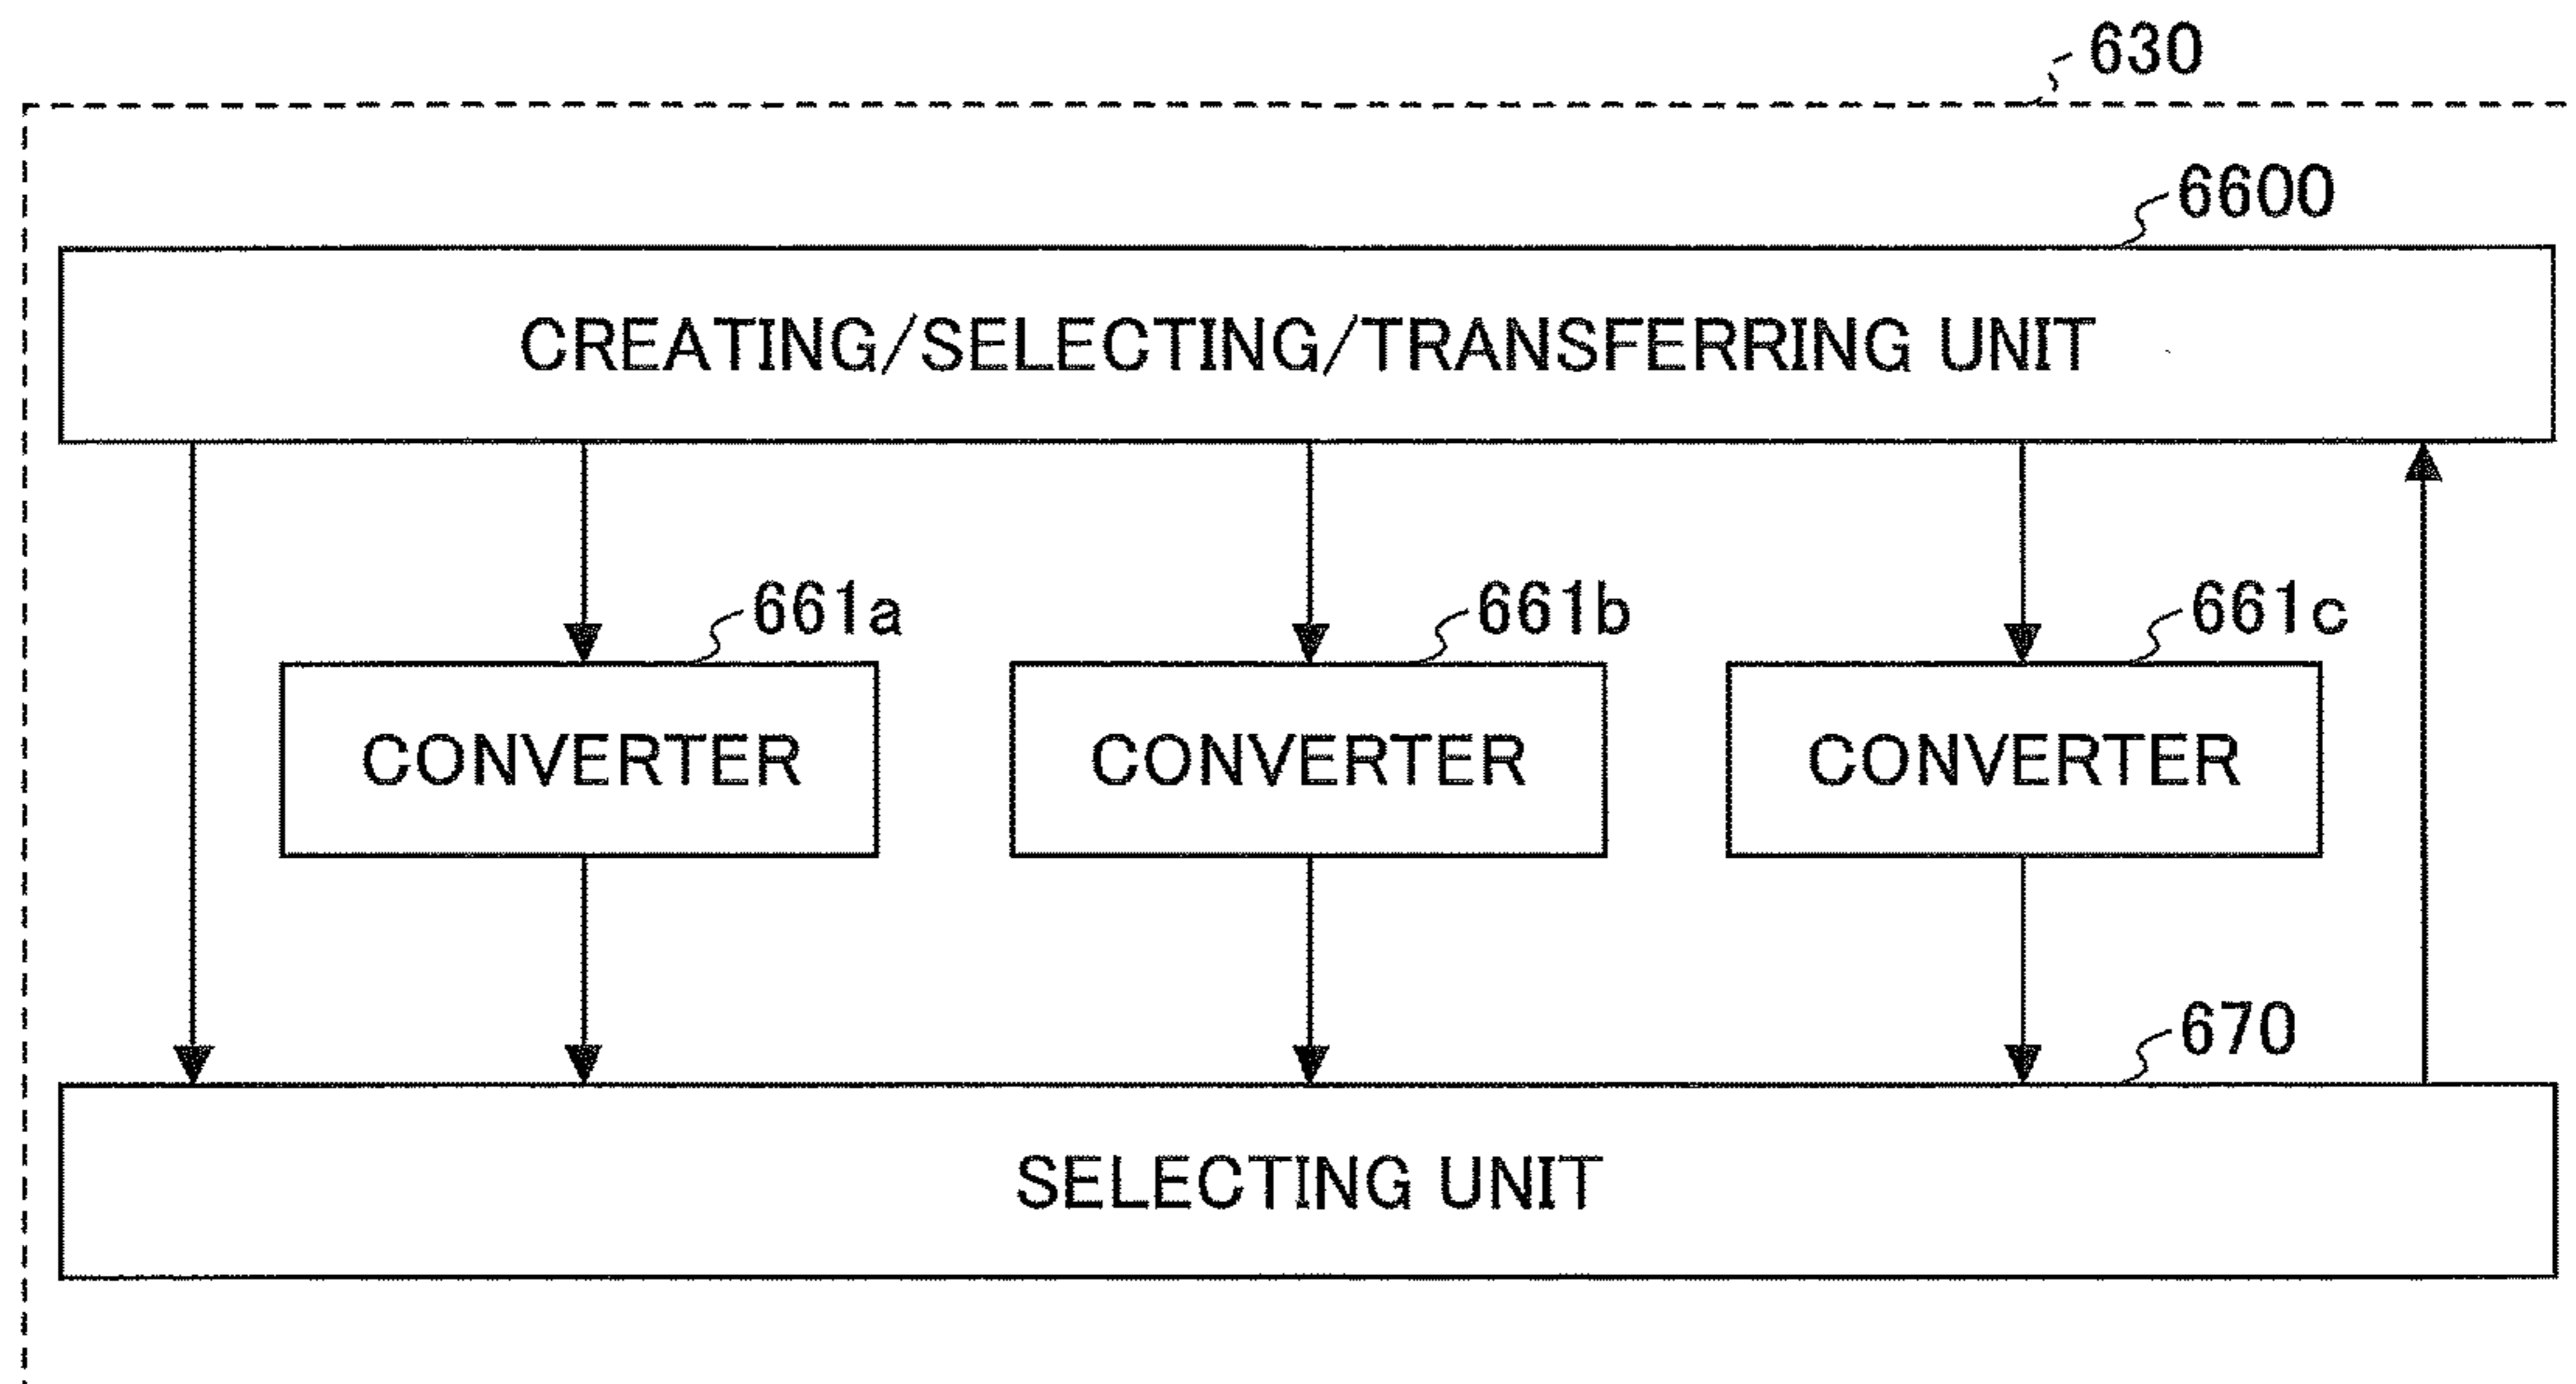 630
6600
CREATING/SELECTING/TRANSFERRING UNIT
661a
661b
661c
CONVERTER
CONVERTER
CONVERTER
670
SELECTING UNIT